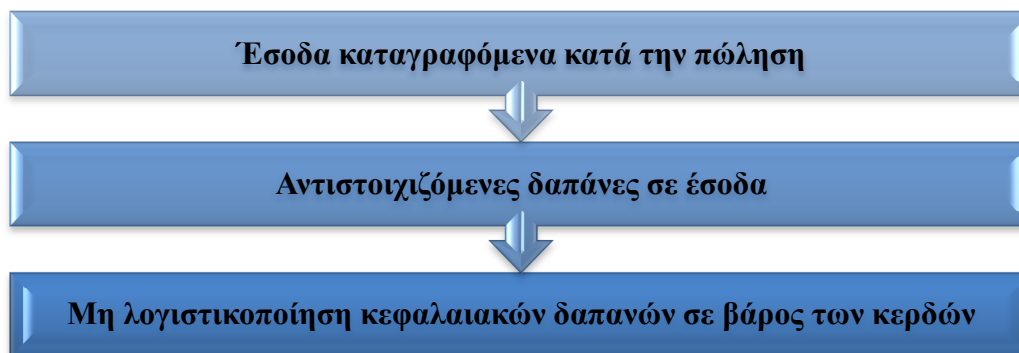 Έσοδα καταγραφόμενα κατά την πώληση
Αντιστοιχιζόμενες δαπάνες σε έσοδα
Μη λογιστικοποίηση κεφαλαιακών δαπανών σε βάρος των κερδών